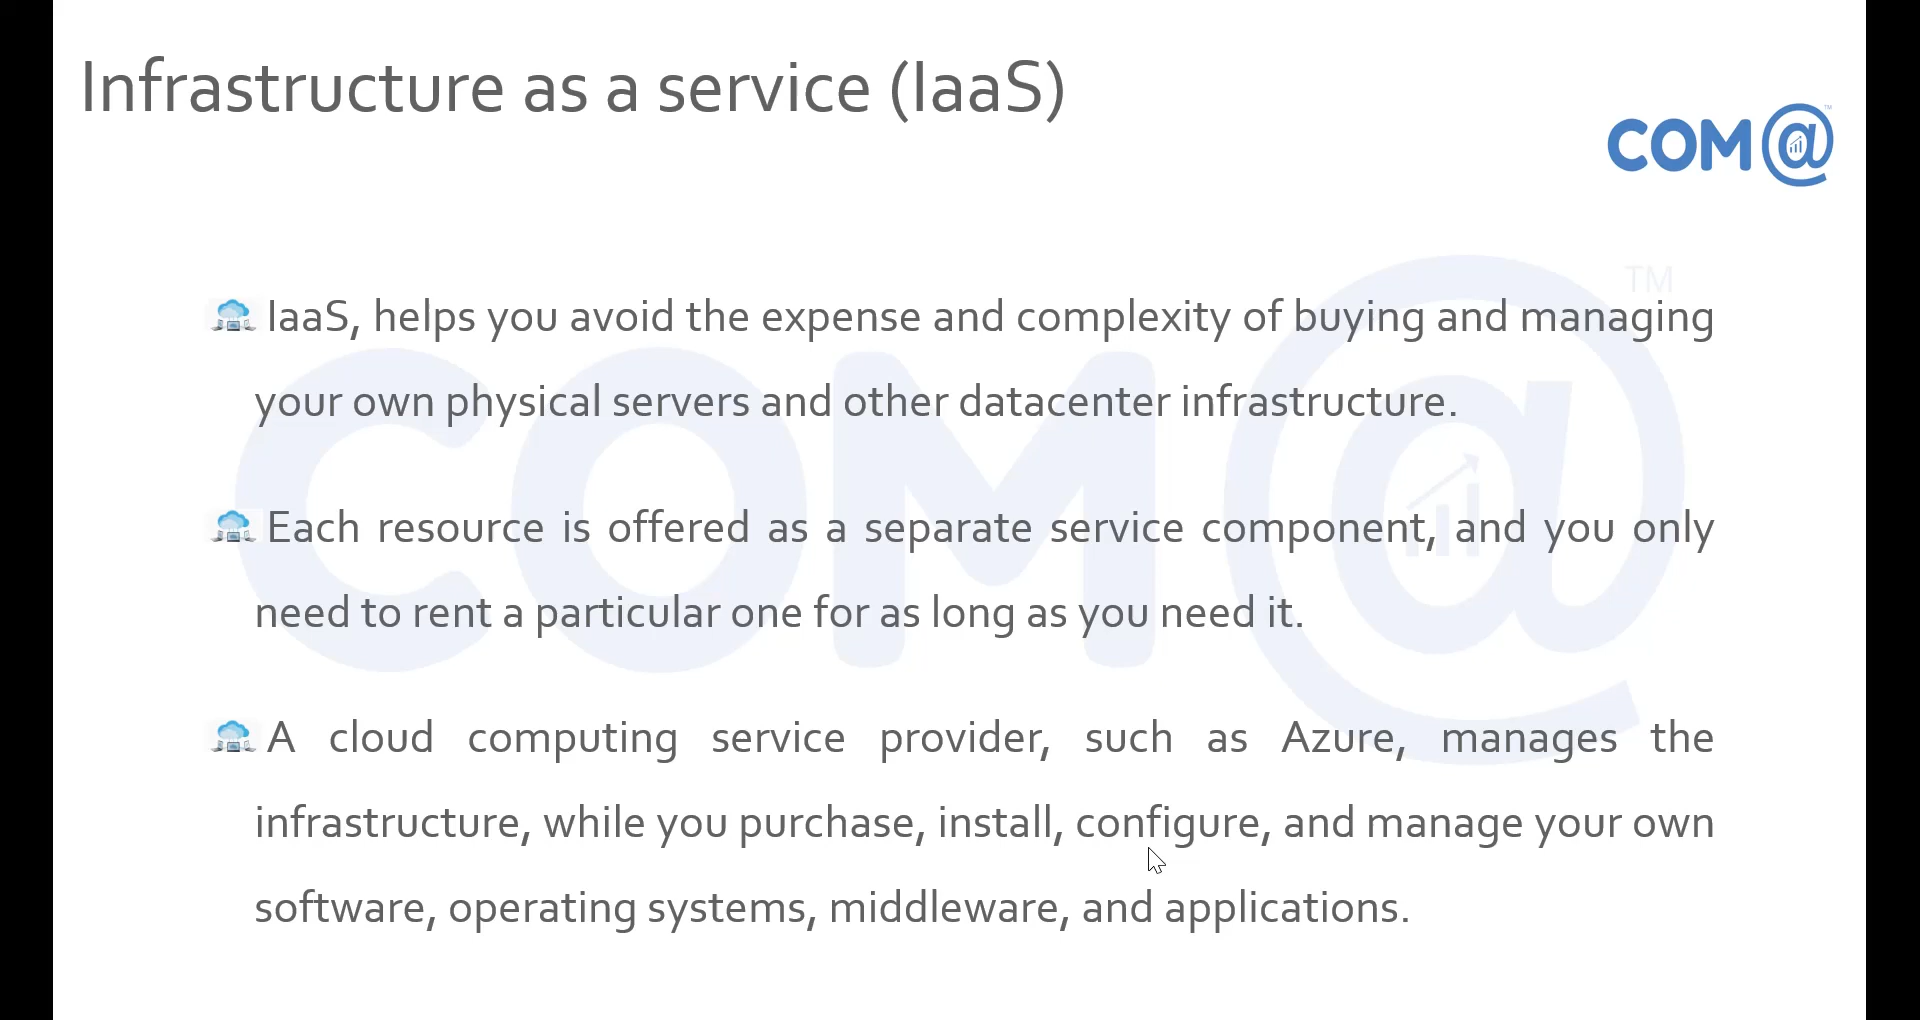 Infrastructure as a service (IaaS)
COM@
TM
TM
IaaS, helps you avoid the expense and complexity of buying and managing
your own physical servers and other datacenter infrastructure.
Each resource is offered as a separate service component, and you only
need to rent a particular one for as long as you need it.
A cloud computing service provider, such as Azure, manages the
infrastructure, while you purchase, install, configure, and manage your own
software, operating systems, middleware, and applications.
COM@